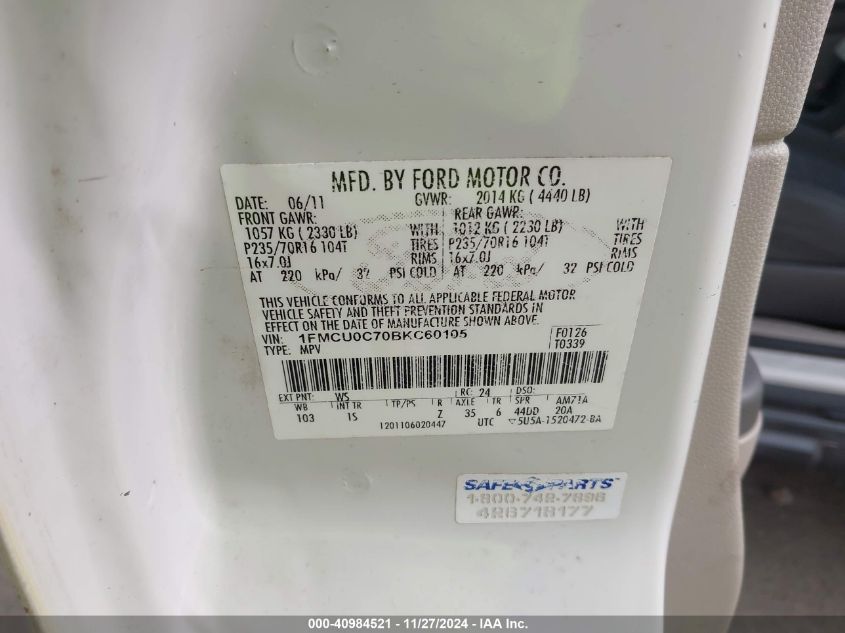 MFD. BY FORD MOTOR CO.
DATE: 06/11 GVWR: 2014 KG ( 4440 LB)
FRONT GAWR: REAR GAWR:
1057 KG ( 2330 LB) WITH 1012 KG ( 2230 LB) WITH
P235/70R16 104T TIRES P235/70R16 104T TIRES
16x7.0J RIMS 16x7.0J RIMS
AT 220 kPa/ 32 PSI COLD AT 220 kPa/ 32 PSI COLD
THIS VEHICLE CONFORMS TO ALL APPLICABLE FEDERAL MOTOR
VEHICLE SAFETY AND THEFT PREVENTION STANDARDS IN
EFFECT ON THE DATE OF MANUFACTURE SHOWN ABOVE.
VIN: 1FMCU0C70BKC60105 F0126
TYPE: MPV T0339
EXT PNT: WS RC: 24 DSO:
WB INT TR TP/PS R AXLE TR SPR AM71A
103 1S Z 35 6 44DD 20A
1201106020447 UTC ▽5U5A-1520472-BA
SAFE PARTS™
1-800-742-7896
4R6718177
000-40984521 - 11/27/2024 - IAA Inc.